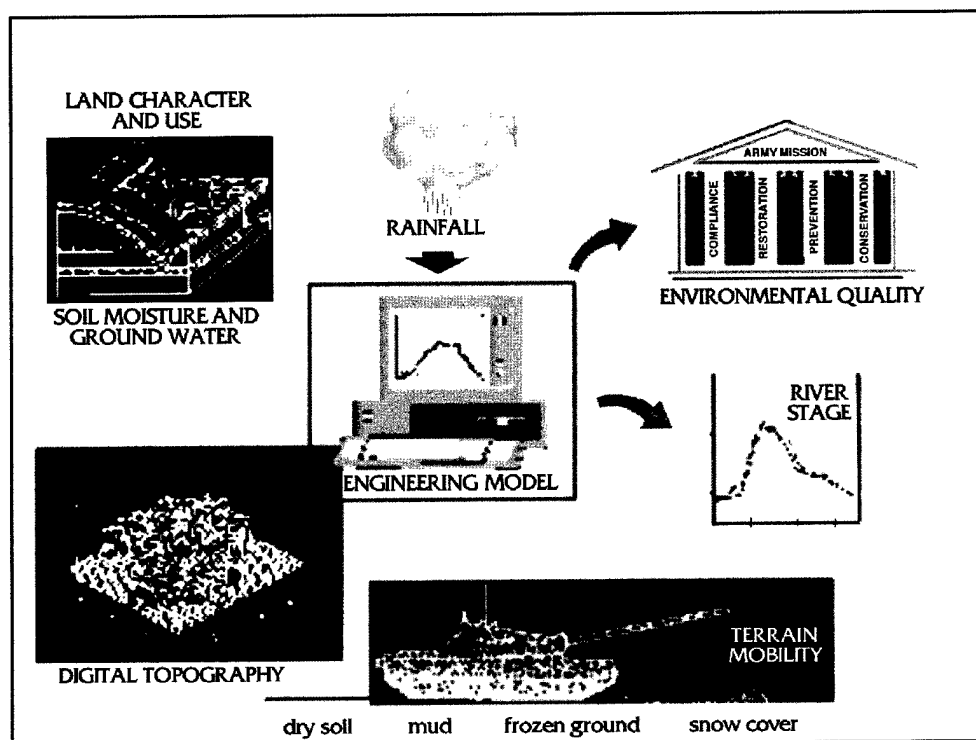 LAND CHARACTER
AND USE
SOIL MOISTURE AND
GROUND WATER
RAINFALL
ARMY MISSION
COMPLIANCE
RESTORATION
PREVENTION
CONSERVATION
ENVIRONMENTAL QUALITY
ENGINEERING MODEL
RIVER
STAGE
DIGITAL TOPOGRAPHY
TERRAIN
MOBILITY
dry soil mud frozen ground snow cover